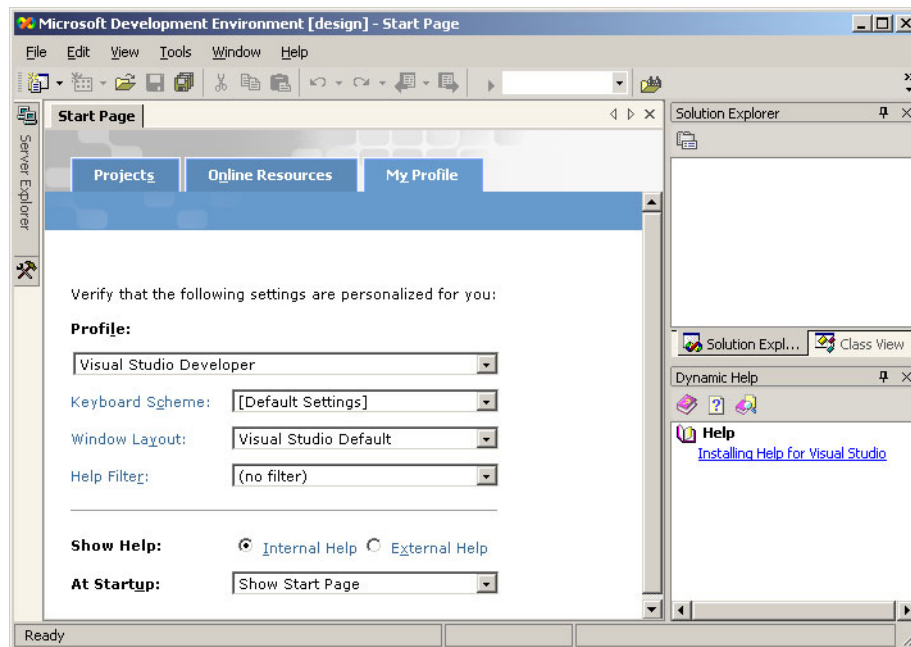 Microsoft Development Environment [design] - Start Page
File Edit View Tools Window Help
Server Explorer
Start Page
Projects Online Resources My Profile
Verify that the following settings are personalized for you:
Profile:
Visual Studio Developer
Keyboard Scheme: [Default Settings]
Window Layout: Visual Studio Default
Help Filter: (no filter)
Show Help: Internal Help External Help
At Startup: Show Start Page
Solution Explorer
Solution Expl... Class View
Dynamic Help
Help
Installing Help for Visual Studio
Ready